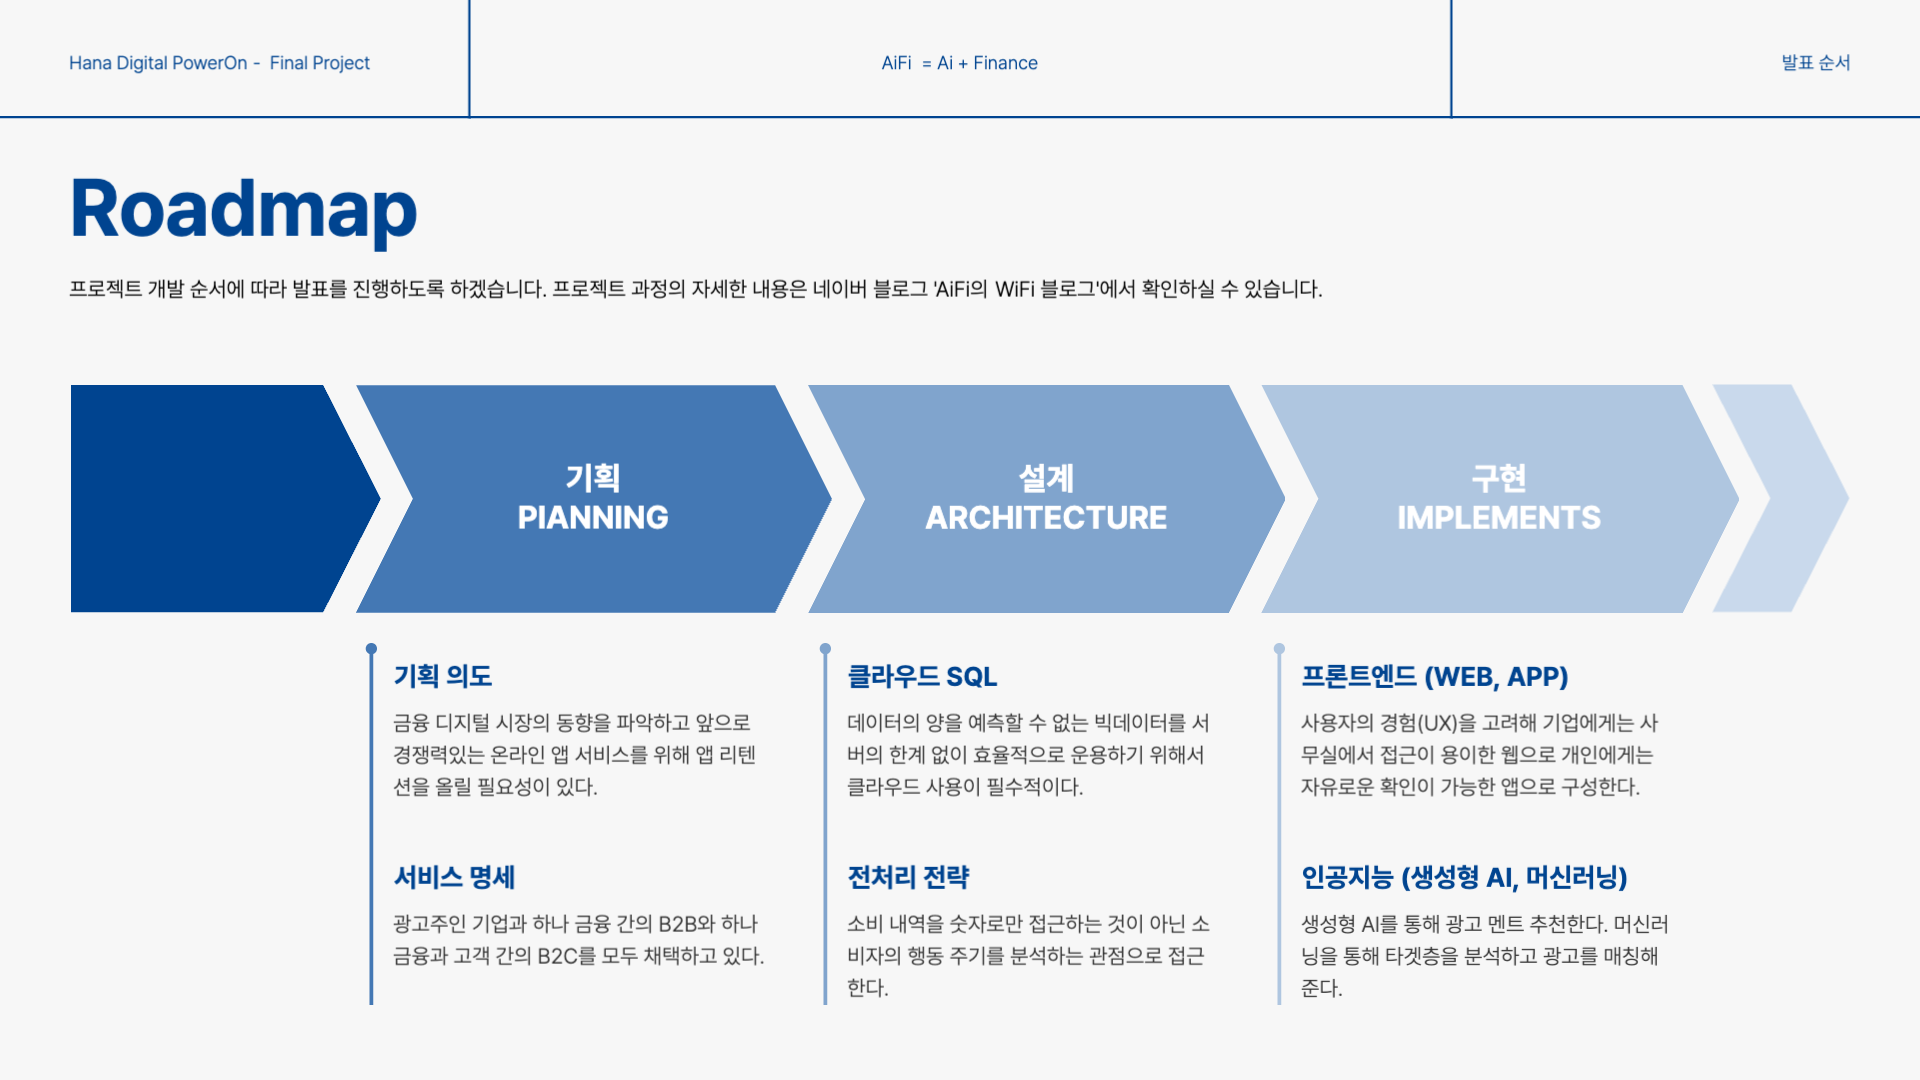 Hana Digital PowerOn - Final Project
AiFi = Ai + Finance
발표 순서
Roadmap
프로젝트 개발 순서에 따라 발표를 진행하도록 하겠습니다. 프로젝트 과정의 자세한 내용은 네이버 블로그 'AiFi의 WiFi 블로그'에서 확인하실 수 있습니다.
기획
PIANNING
설계
ARCHITECTURE
구현
IMPLEMENTS
기획 의도
금융 디지털 시장의 동향을 파악하고 앞으로
경쟁력있는 온라인 앱 서비스를 위해 앱 리텐
션을 올릴 필요성이 있다.
서비스 명세
광고주인 기업과 하나 금융 간의 B2B와 하나
금융과 고객 간의 B2C를 모두 채택하고 있다.
클라우드 SQL
데이터의 양을 예측할 수 없는 빅데이터를 서
버의 한계 없이 효율적으로 운용하기 위해서
클라우드 사용이 필수적이다.
전처리 전략
소비 내역을 숫자로만 접근하는 것이 아닌 소
비자의 행동 주기를 분석하는 관점으로 접근
한다.
프론트엔드 (WEB, APP)
사용자의 경험(UX)을 고려해 기업에게는 사
무실에서 접근이 용이한 웹으로 개인에게는
자유로운 확인이 가능한 앱으로 구성한다.
인공지능 (생성형 AI, 머신러닝)
생성형 AI를 통해 광고 멘트 추천한다. 머신러
닝을 통해 타겟층을 분석하고 광고를 매칭해
준다.